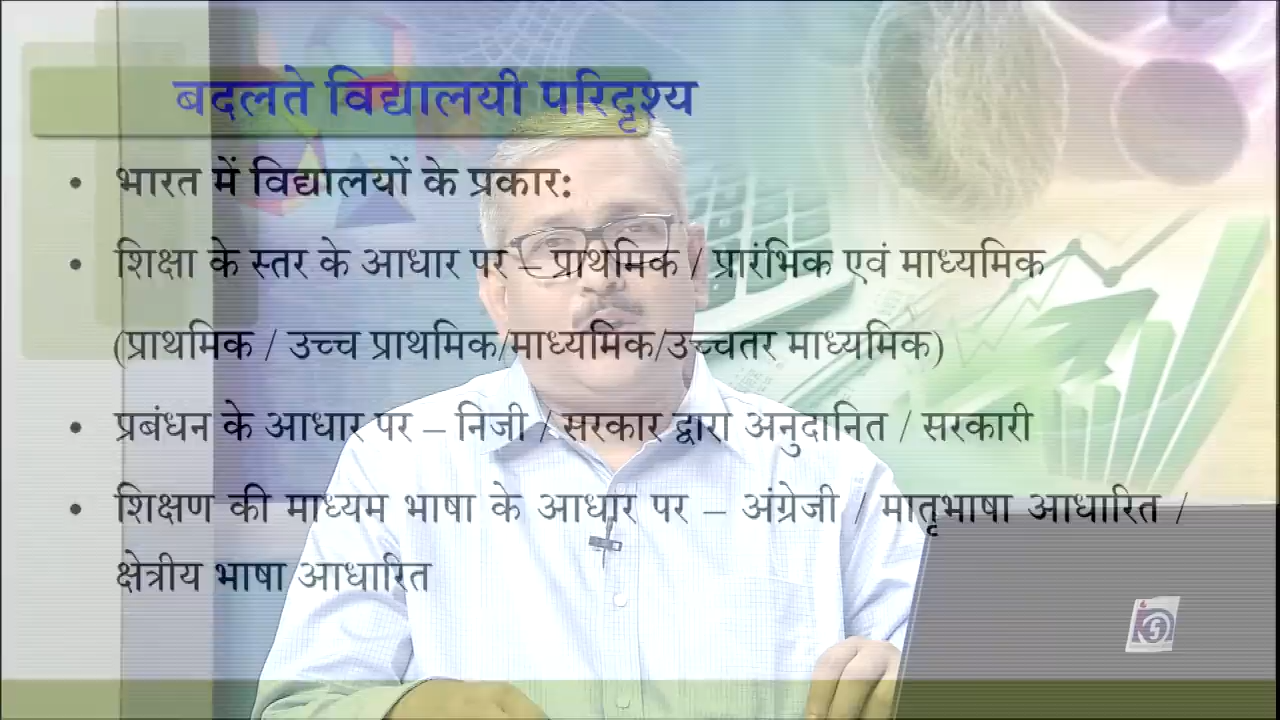 बदलते विद्यालयी परिदृश्य
• भारत में विद्यालयों के प्रकार:
• शिक्षा के स्तर के आधार पर – प्राथमिक / प्रारंभिक एवं माध्यमिक
(प्राथमिक / उच्च प्राथमिक/माध्यमिक/उच्चतर माध्यमिक)
• प्रबंधन के आधार पर – निजी / सरकार द्वारा अनुदानित / सरकारी
• शिक्षण की माध्यम भाषा के आधार पर – अंग्रेजी / मातृभाषा आधारित /
क्षेत्रीय भाषा आधारित